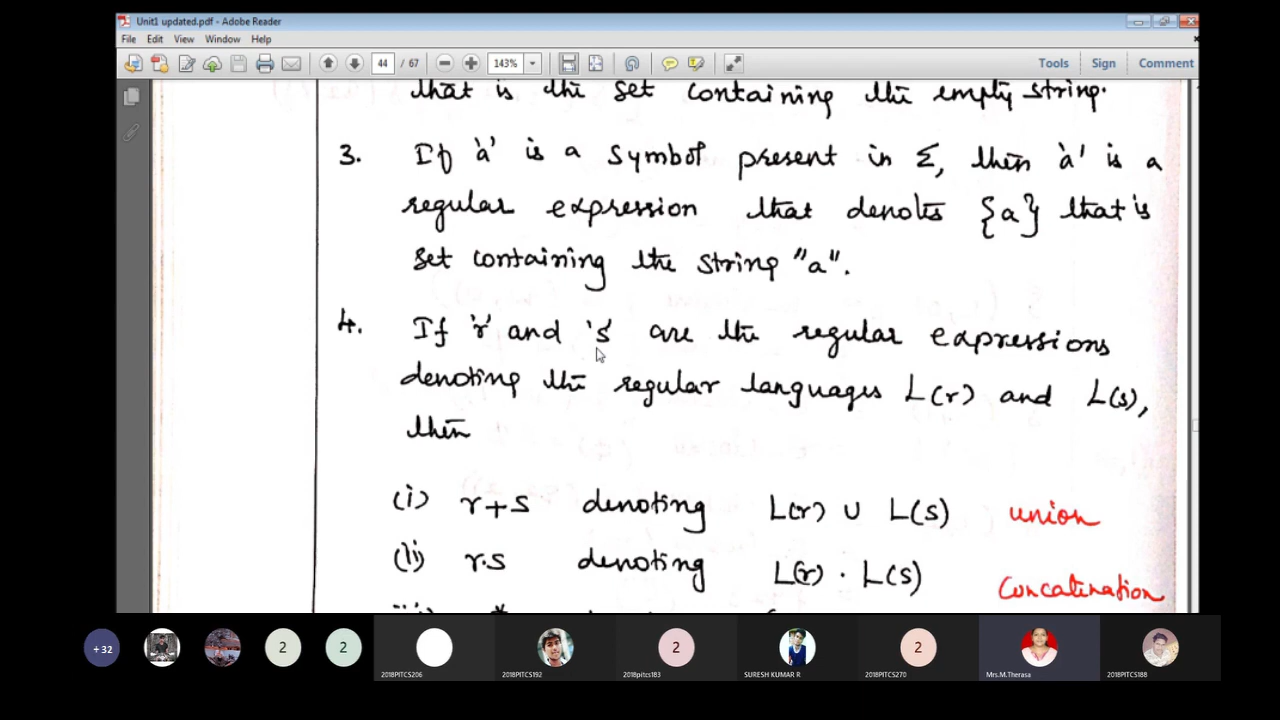 Unit1 updated.pdf - Adobe Reader
File Edit View Window Help
44 / 67 143% Tools Sign Comment
that is the set containing the empty string.
3. If 'a' is a symbol present in Σ, then 'a' is a
regular expression that denotes {a} that is
set containing the string "a".
4. If 'r' and 's' are the regular expressions
denoting the regular languages L(r) and L(s),
then
(i) r+s denoting L(r) ∪ L(s) union
(ii) r.s denoting L(r) . L(s) Concatination
+32 2 2 2 2
2018PITCS206 2018PITCS192 2018pitcs183 SURESH KUMAR R 2018PITCS270 Mrs.M.Therasa 2018PITCS188